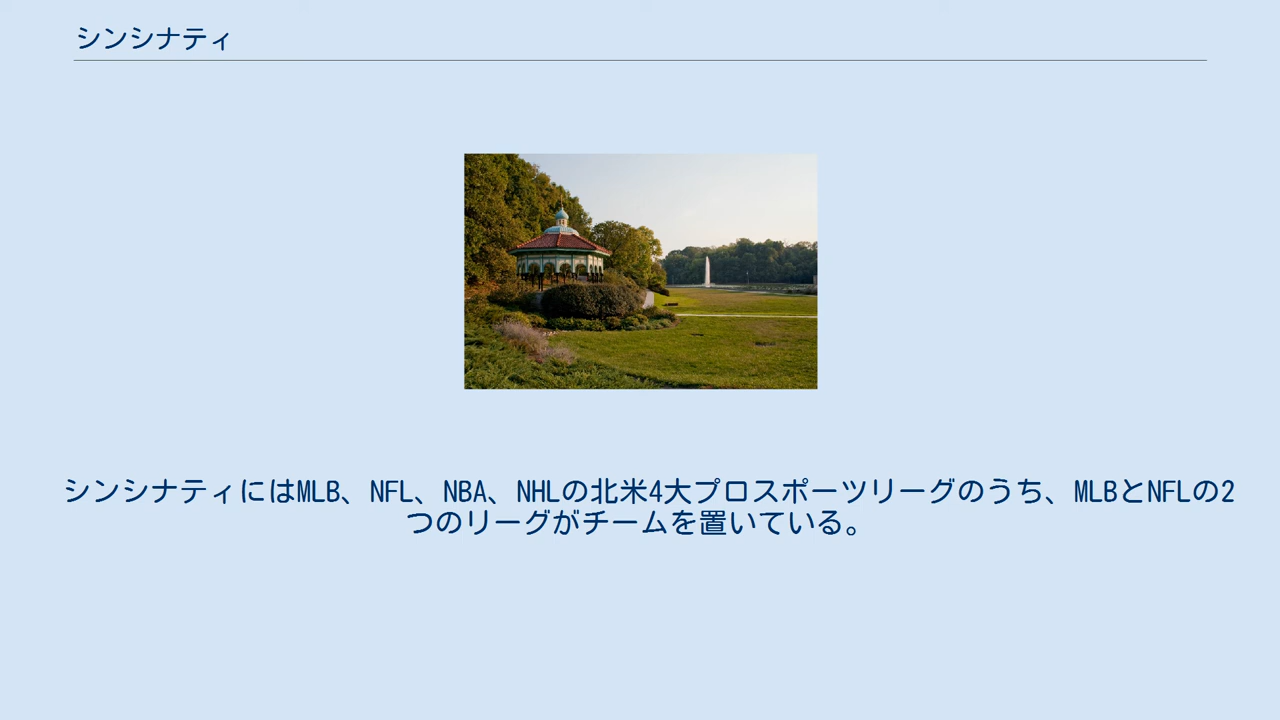 シンシナティ
シンシナティにはMLB、NFL、NBA、NHLの北米4大プロスポーツリーグのうち、MLBとNFLの2
つのリーグがチームを置いている。